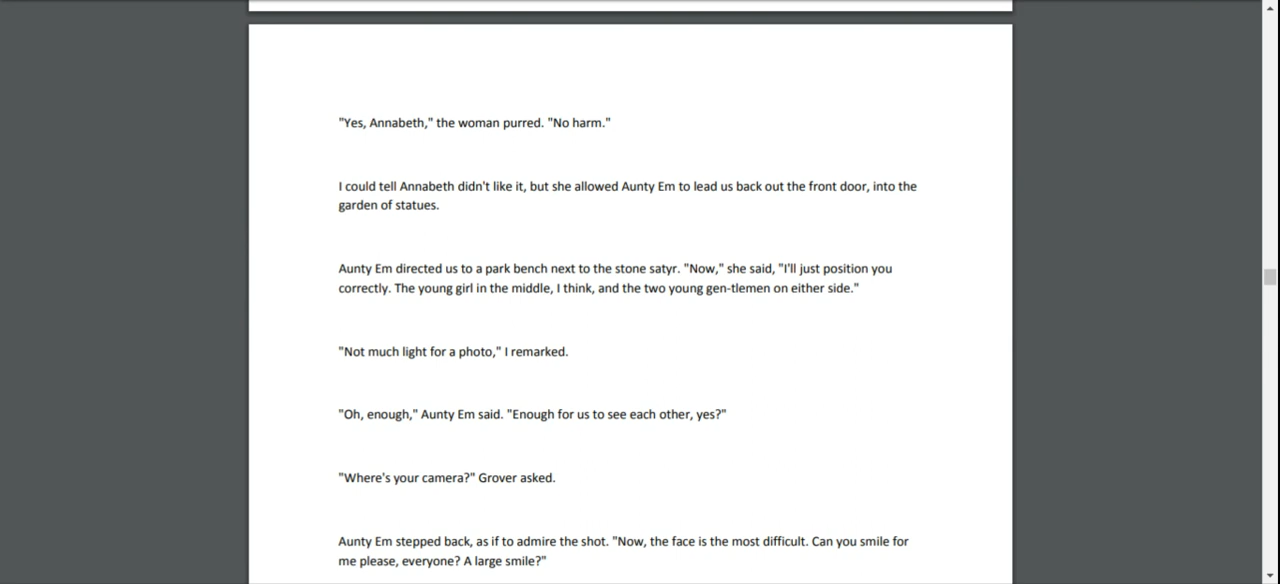 "Yes, Annabeth," the woman purred. "No harm."
I could tell Annabeth didn't like it, but she allowed Aunty Em to lead us back out the front door, into the
garden of statues.
Aunty Em directed us to a park bench next to the stone satyr. "Now," she said, "I'll just position you
correctly. The young girl in the middle, I think, and the two young gen-tlemen on either side."
"Not much light for a photo," I remarked.
"Oh, enough," Aunty Em said. "Enough for us to see each other, yes?"
"Where's your camera?" Grover asked.
Aunty Em stepped back, as if to admire the shot. "Now, the face is the most difficult. Can you smile for
me please, everyone? A large smile?"